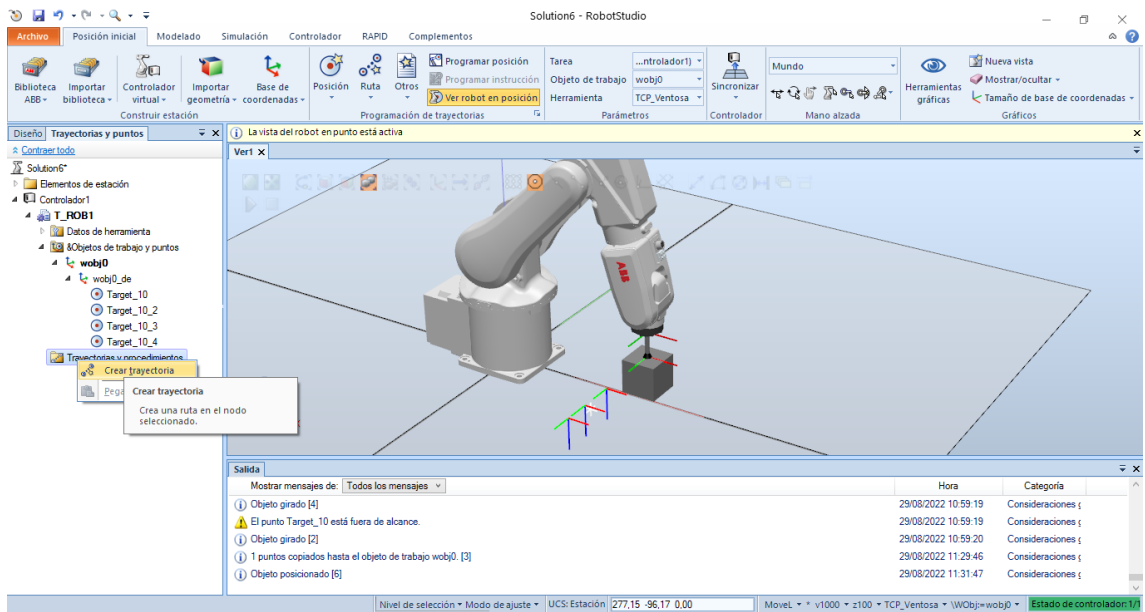 Solution6 - RobotStudio
Archivo Posición inicial Modelado Simulación Controlador RAPID Complementos
Biblioteca ABB
Importar biblioteca
Controlador virtual
Importar geometría
Base de coordenadas
Construir estación
Posición
Ruta
Otros
Programar posición
Programar instrucción
Ver robot en posición
Programación de trayectorias
Tarea ...ntrolador1)
Objeto de trabajo wobj0
Herramienta TCP_Ventosa
Parámetros
Sincronizar
Controlador
Mundo
Mano alzada
Herramientas gráficas
Nueva vista
Mostrar/ocultar
Tamaño de base de coordenadas
Gráficos
Diseño Trayectorias y puntos
Contraer todo
Solution6*
Elementos de estación
Controlador1
T_ROB1
Datos de herramienta
&Objetos de trabajo y puntos
wobj0
wobj0_de
Target_10
Target_10_2
Target_10_3
Target_10_4
Trayectorias y procedimientos
Crear trayectoria
Pega
Crear trayectoria
Crea una ruta en el nodo
seleccionado.
La vista del robot en punto está activa
Ver1
ABB
Salida
Mostrar mensajes de: Todos los mensajes Hora Categoría
Objeto girado [4] 29/08/2022 10:59:19 Consideraciones g
El punto Target_10 está fuera de alcance. 29/08/2022 10:59:19 Consideraciones g
Objeto girado [2] 29/08/2022 10:59:20 Consideraciones g
1 puntos copiados hasta el objeto de trabajo wobj0. [3] 29/08/2022 11:29:46 Consideraciones g
Objeto posicionado [6] 29/08/2022 11:31:47 Consideraciones g
Nivel de selección Modo de ajuste UCS: Estación 277,15 -96,17 0,00 MoveL * v1000 z100 TCP_Ventosa \WObj:=wobj0 Estado de controlador: 1/1